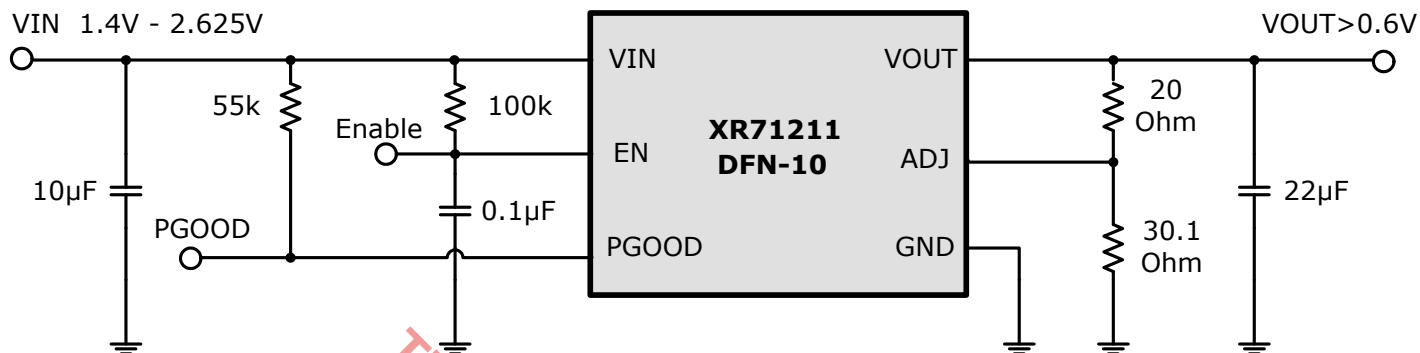 VIN 1.4V - 2.625V
VOUT>0.6V
VIN
VOUT
55k
100k
20
Ohm
XR71211
DFN-10
Enable
EN
ADJ
10µF
0.1µF
22µF
PGOOD
PGOOD
GND
30.1
Ohm